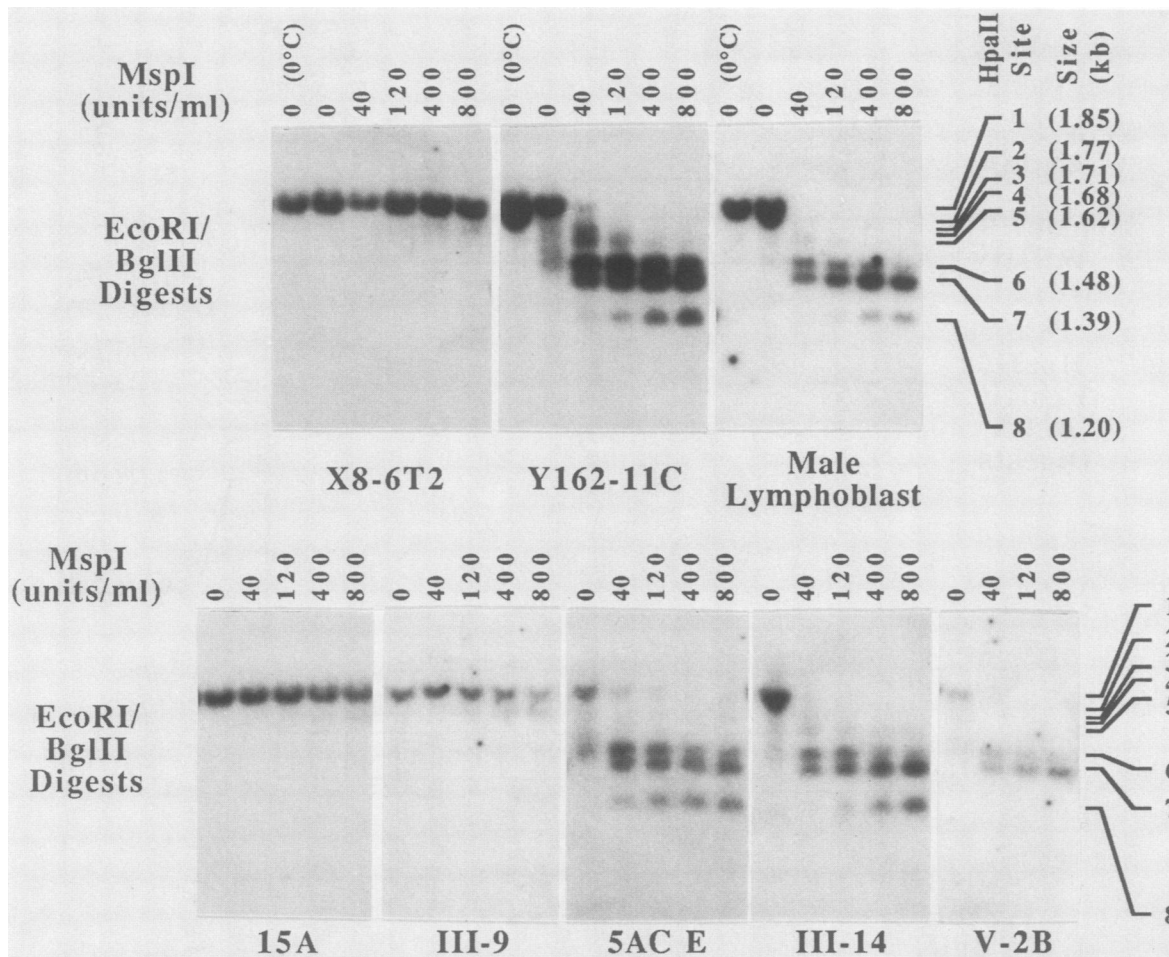 MspI
(units/ml)
0 (0°C)
0
40
120
400
800
0 (0°C)
0
40
120
400
800
0 (0°C)
0
40
120
400
800
HpaII
Site
Size
(kb)
1 (1.85)
2 (1.77)
3 (1.71)
4 (1.68)
5 (1.62)
6 (1.48)
7 (1.39)
8 (1.20)
EcoRI/
BglII
Digests
X8-6T2
Y162-11C
Male
Lymphoblast
MspI
(units/ml)
0
40
120
400
800
0
40
120
400
800
0
40
120
400
800
0
40
120
400
800
0
40
120
800
EcoRI/
BglII
Digests
15A
III-9
5AC E
III-14
V-2B